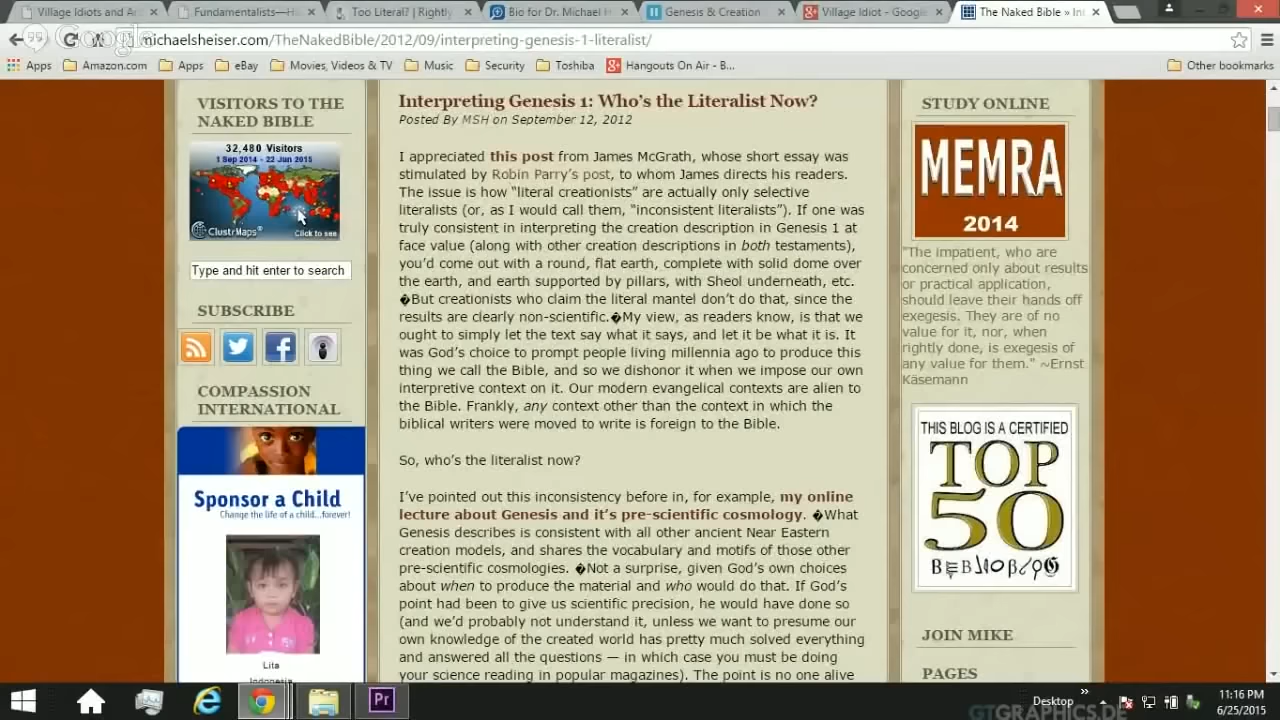 Village Idiots and An
Fundamentalists—Hi
Too Literal? | Rightly
Bio for Dr. Michael H
Genesis & Creation
Village Idiot - Google
The Naked Bible » In
Google
michaelsheiser.com/TheNakedBible/2012/09/interpreting-genesis-1-literalist/
Apps
Amazon.com
Apps
eBay
Movies, Videos & TV
Music
Security
Toshiba
Hangouts On Air - B...
Other bookmarks
VISITORS TO THE
NAKED BIBLE
32,480 Visitors
1 Sep 2014 - 22 Jun 2015
ClustrMaps
Click to see
Type and hit enter to search
SUBSCRIBE
COMPASSION
INTERNATIONAL
Sponsor a Child
Change the life of a child...forever!
Lita
Indonesia
Interpreting Genesis 1: Who's the Literalist Now?
Posted By MSH on September 12, 2012
I appreciated this post from James McGrath, whose short essay was
stimulated by Robin Parry's post, to whom James directs his readers.
The issue is how “literal creationists” are actually only selective
literalists (or, as I would call them, “inconsistent literalists”). If one was
truly consistent in interpreting the creation description in Genesis 1 at
face value (along with other creation descriptions in both testaments),
you’d come out with a round, flat earth, complete with solid dome over
the earth, and earth supported by pillars, with Sheol underneath, etc.
�But creationists who claim the literal mantel don’t do that, since the
results are clearly non-scientific.�My view, as readers know, is that we
ought to simply let the text say what it says, and let it be what it is. It
was God’s choice to prompt people living millennia ago to produce this
thing we call the Bible, and so we dishonor it when we impose our own
interpretive context on it. Our modern evangelical contexts are alien to
the Bible. Frankly, any context other than the context in which the
biblical writers were moved to write is foreign to the Bible.
So, who’s the literalist now?
I’ve pointed out this inconsistency before in, for example, my online
lecture about Genesis and it’s pre-scientific cosmology. �What
Genesis describes is consistent with all other ancient Near Eastern
creation models, and shares the vocabulary and motifs of those other
pre-scientific cosmologies. �Not a surprise, given God’s own choices
about when to produce the material and who would do that. If God’s
point had been to give us scientific precision, he would have done so
(and we’d probably not understand it, unless we want to presume our
own knowledge of the created world has pretty much solved everything
and answered all the questions — in which case you must be doing
your science reading in popular magazines). The point is no one alive
STUDY ONLINE
MEMRA
2014
"The impatient, who are
concerned only about results
or practical application,
should leave their hands off
exegesis. They are of no
value for it, nor, when
rightly done, is exegesis of
any value for them." ~Ernst
Käsemann
THIS BLOG IS A CERTIFIED
TOP
50
JOIN MIKE
PAGES
Pr
Desktop
11:16 PM
6/25/2015
GTGRAPHICS.DE